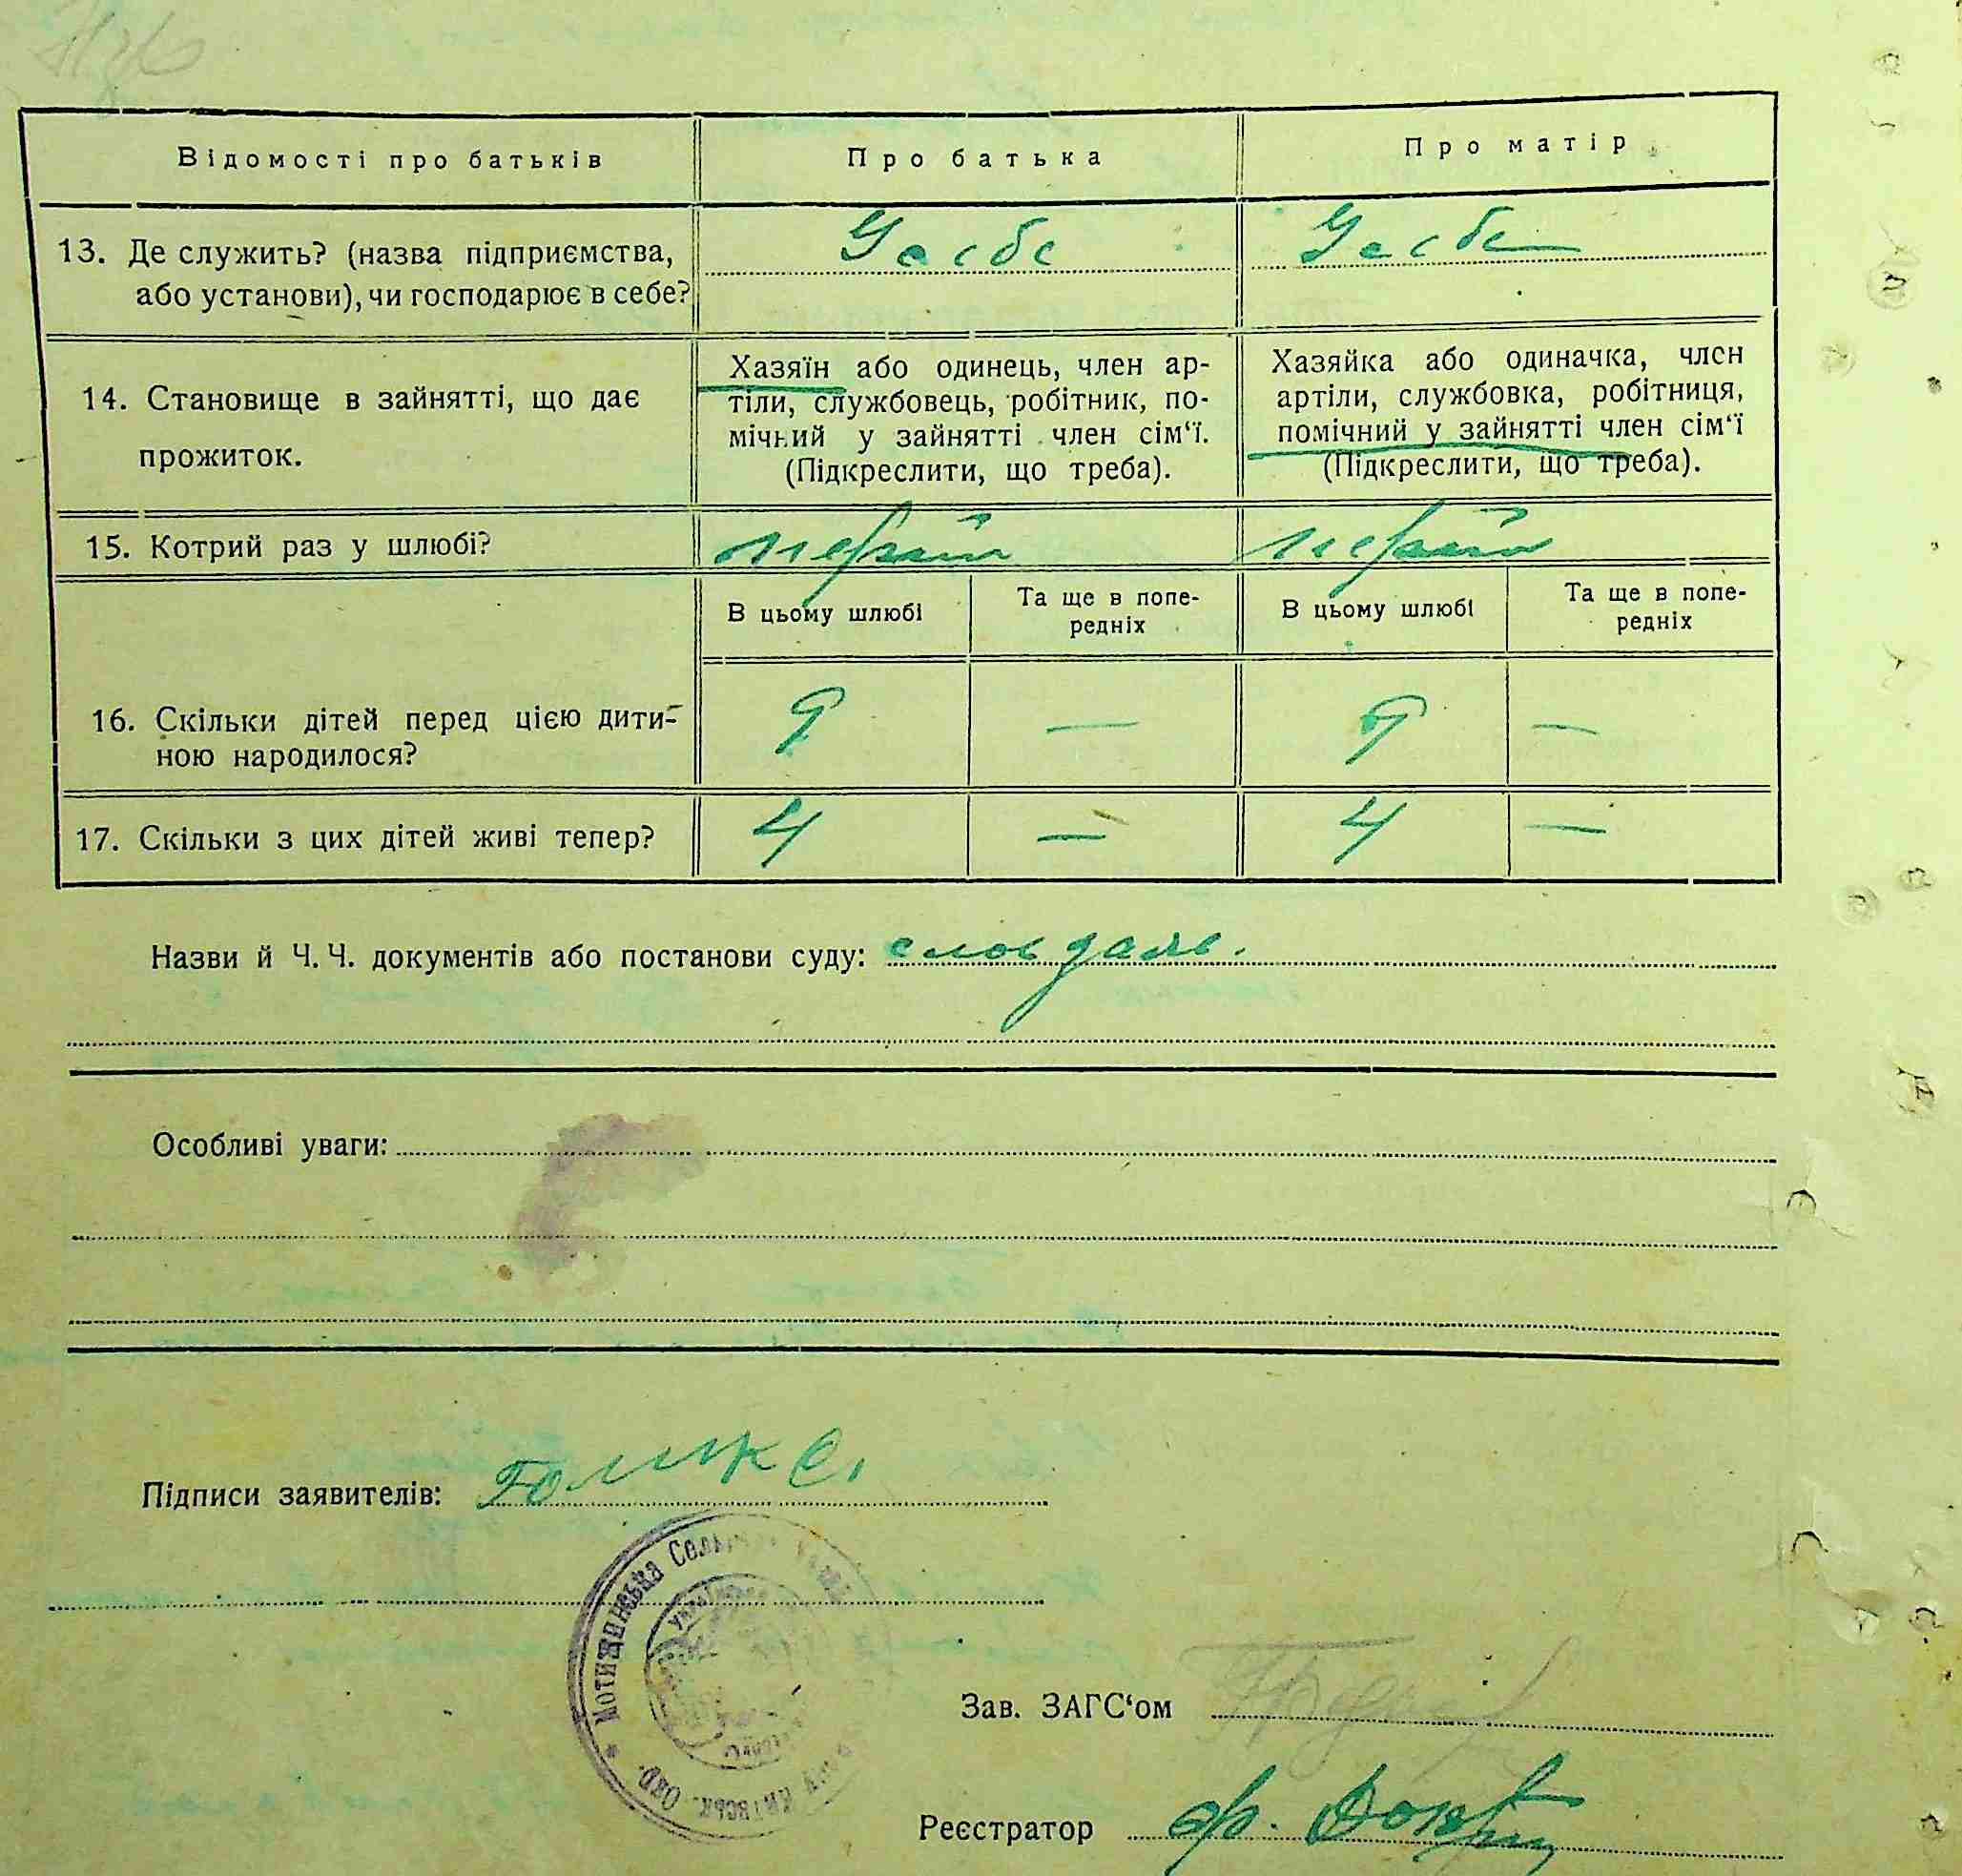 Відомості про батьків
Про батька
Про матір
13. Де служить? (назва підприємства, або установи), чи господарює в себе?
У себе
У себе
14. Становище в зайнятті, що дає прожиток.
Хазяїн або одинець, член ар-
тіли, службовець, робітник, по-
мічний у зайнятті член сім‘ї.
(Підкреслити, що треба).
Хазяйка або одиначка, член
артіли, службовка, робітниця,
помічний у зайнятті член сім‘ї
(Підкреслити, що треба).
15. Котрий раз у шлюбі?
перший
перший
В цьому шлюбі
Та ще в попе-
редніх
В цьому шлюбі
Та ще в попе-
редніх
16. Скільки дітей перед цією дити-
ною народилося?
9 — 9 —
17. Скільки з цих дітей живі тепер?
4 — 4 —
Назви й Ч. Ч. документів або постанови суду:
Особливі уваги:
Підписи заявителів:
Мотижинська
Київськ. Окр.
Зав. ЗАГС‘ом
Реєстратор